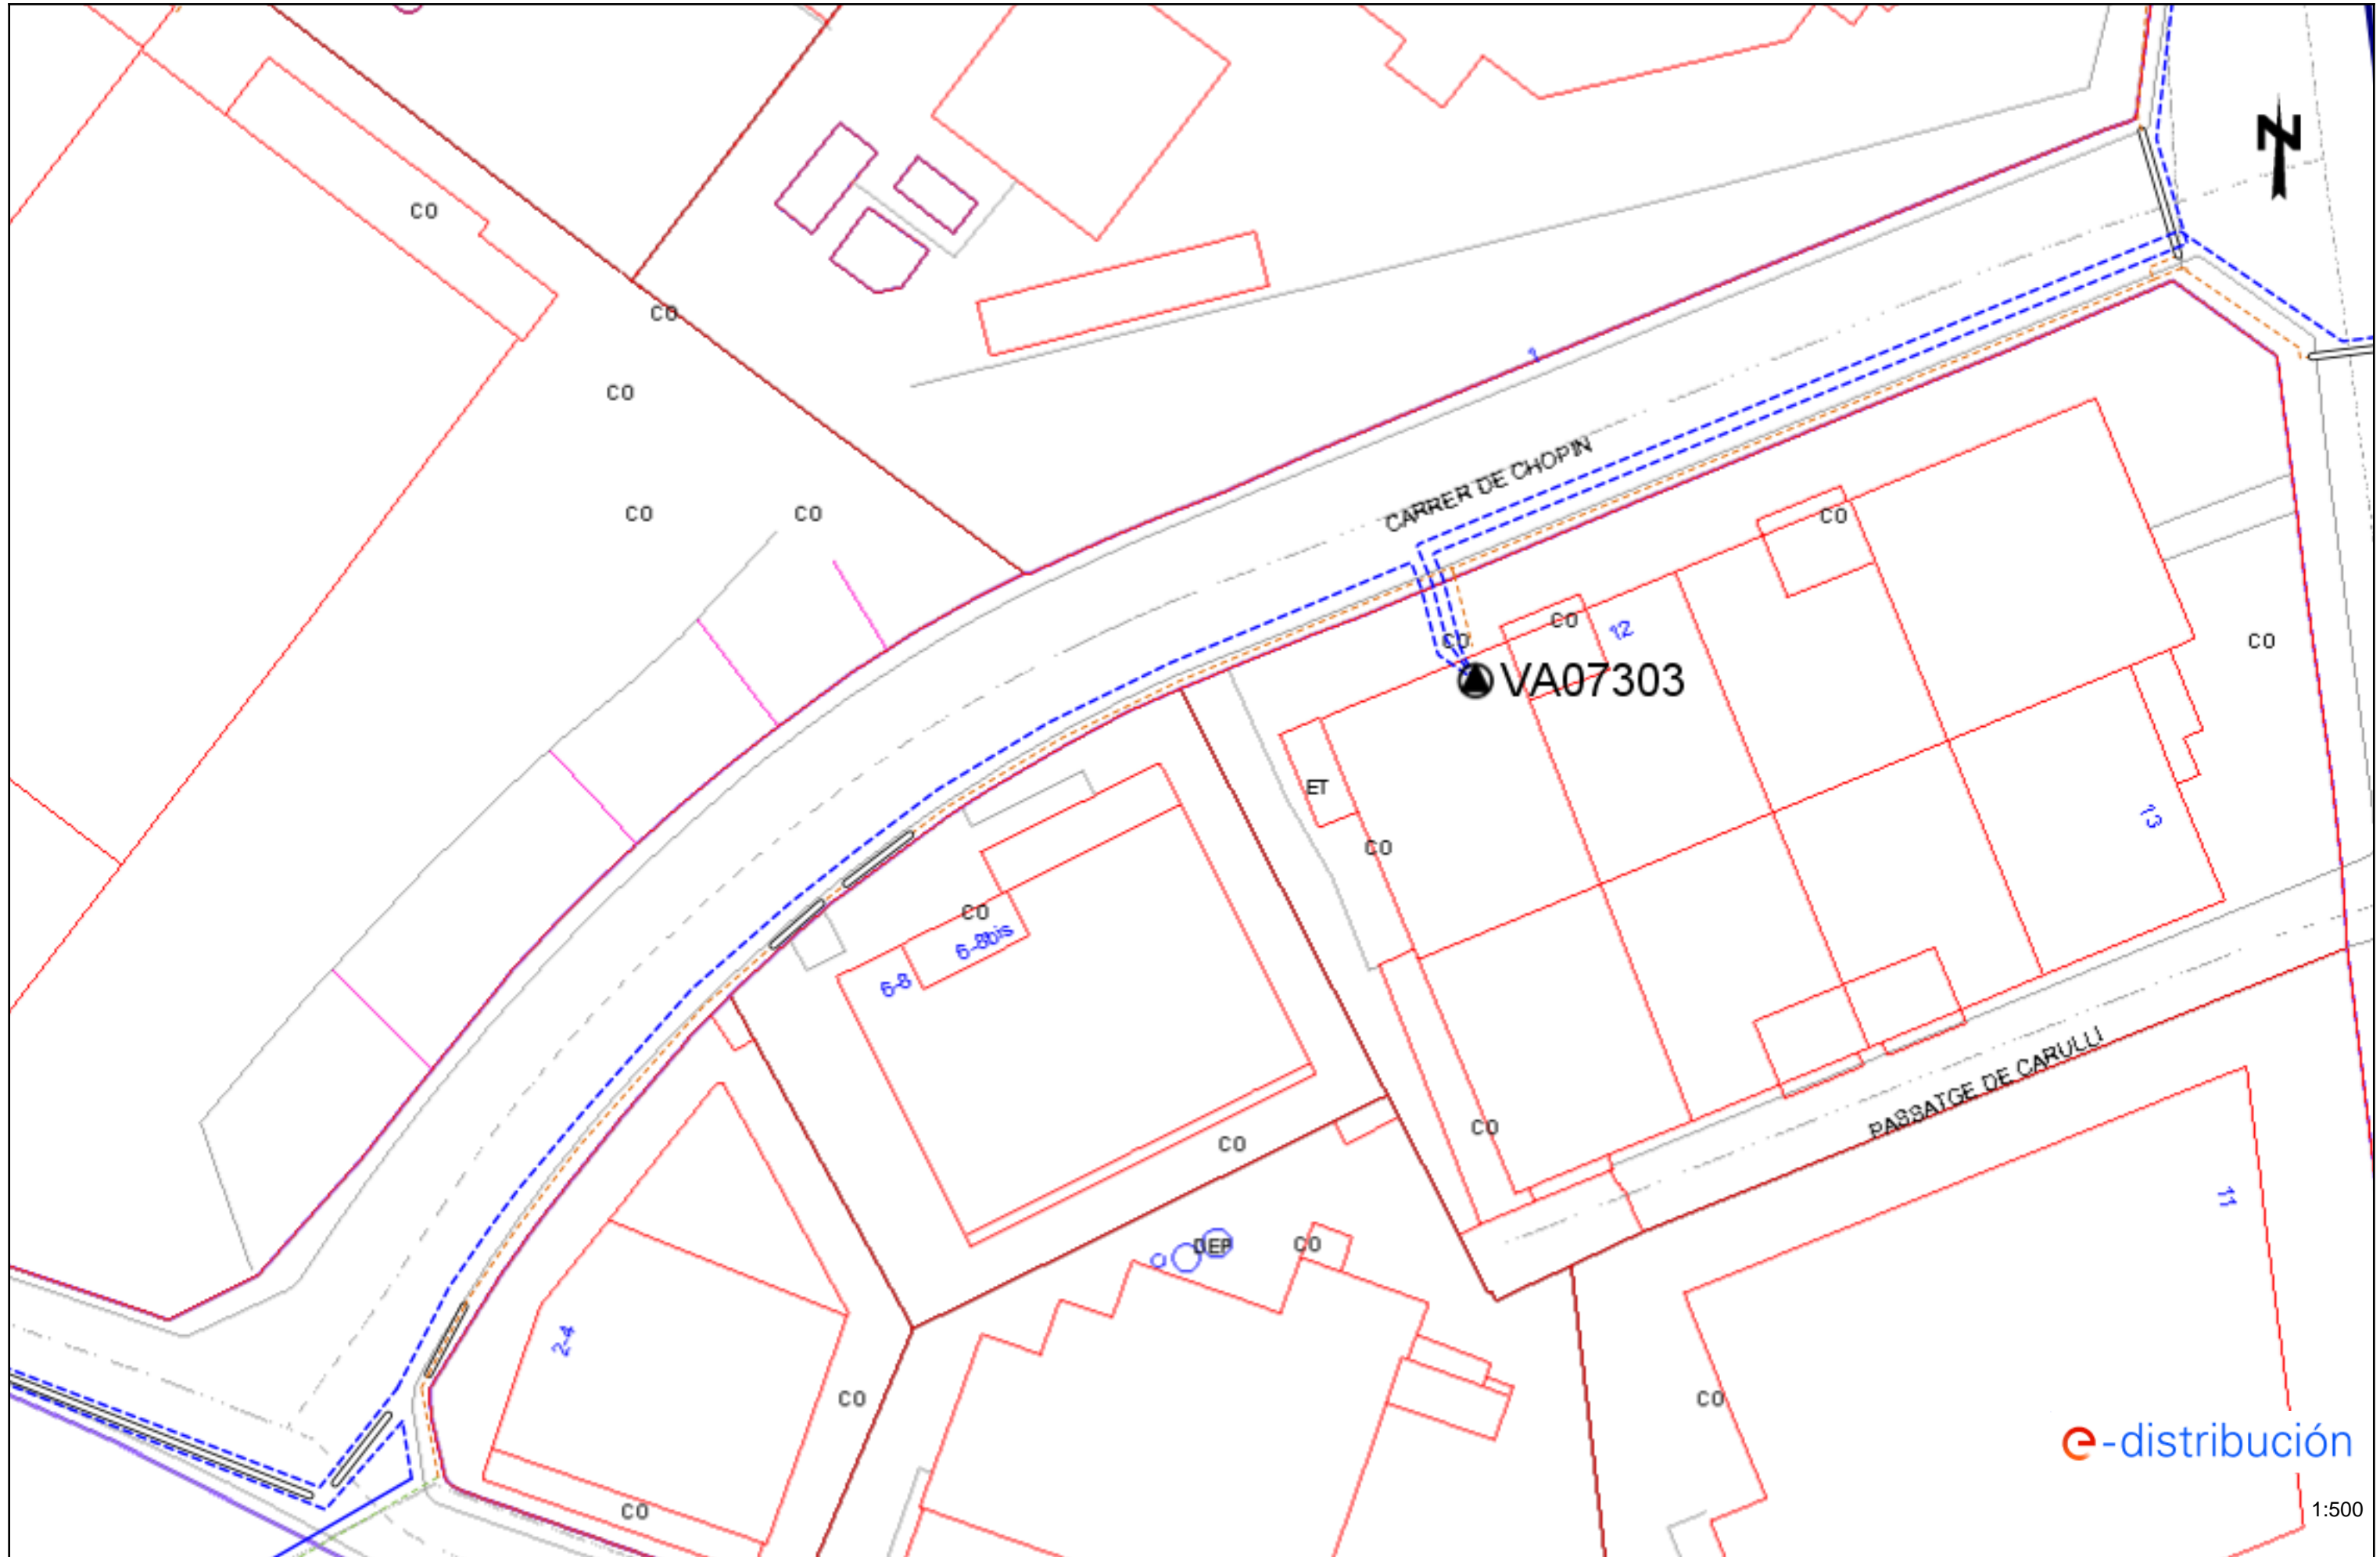 N
CO
CO
CO
1
CARRER DE CHOPIN
CO
CO
CO
CO
12
CO
CO
VA07303
ET
13
CO
CO
6-8bis
6-8
PASSATGE DE CARULLI
CO
CO
11
DEP
CO
2-4
CO
CO
e-distribución
CO
1:500